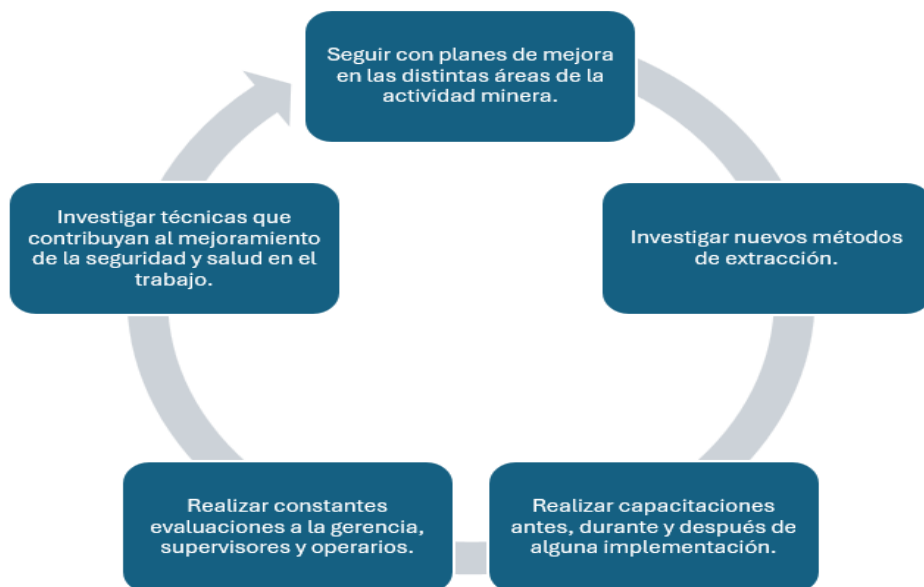 Seguir con planes de mejora
en las distintas áreas de la
actividad minera.
Investigar nuevos métodos
de extracción.
Realizar capacitaciones
antes, durante y después de
alguna implementación.
Realizar constantes
evaluaciones a la gerencia,
supervisores y operarios.
Investigar técnicas que
contribuyan al mejoramiento
de la seguridad y salud en el
trabajo.